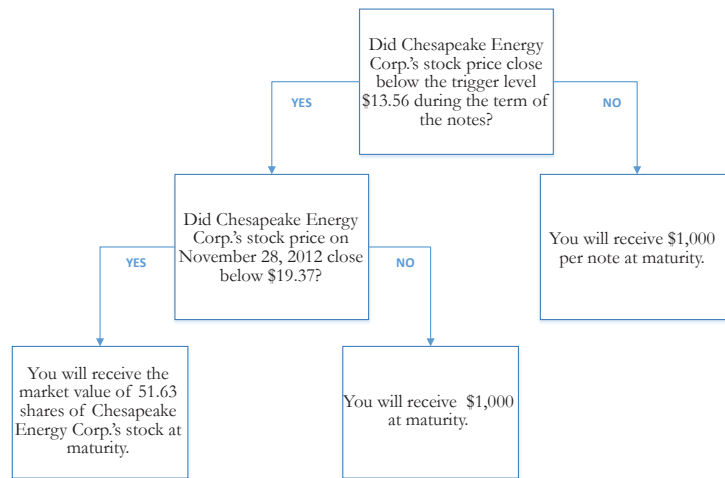 Did Chesapeake Energy
Corp.'s stock price close
below the trigger level
$13.56 during the term of
the notes?
YES
NO
Did Chesapeake Energy
Corp.'s stock price on
November 28, 2012 close
below $19.37?
You will receive $1,000
per note at maturity.
YES
NO
You will receive the
market value of 51.63
shares of Chesapeake
Energy Corp.'s stock at
maturity.
You will receive $1,000
at maturity.